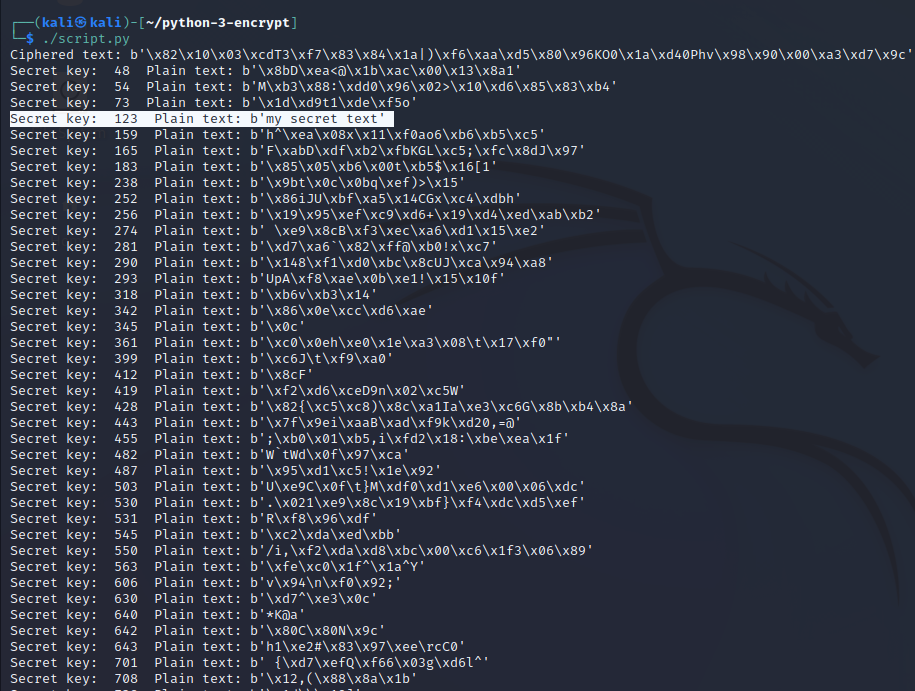 ┌──(kali㉿kali)-[~/python-3-encrypt]
└─$ ./script.py
Ciphered text: b'\x82\x10\x03\xcdT3\xf7\x83\x84\x1a|)\xf6\xaa\xd5\x80\x96KO0\x1a\xd40Phv\x98\x90\x00\xa3\xd7\x9c'
Secret key:  48  Plain text: b'\x8bD\xea<@\x1b\xac\x00\x13\x8a1'
Secret key:  54  Plain text: b'M\xb3\x88:\xdd0\x96\x02>\x10\xd6\x85\x83\xb4'
Secret key:  73  Plain text: b'\x1d\xd9t1\xde\xf5o'
Secret key:  123  Plain text: b'my secret text'
Secret key:  159  Plain text: b'h^\xea\x08x\x11\xf0ao6\xb6\xb5\xc5'
Secret key:  165  Plain text: b'F\xabD\xdf\xb2\xfbKGL\xc5;\xfc\x8dJ\x97'
Secret key:  183  Plain text: b'\x85\x05\xb6\x00t\xb5$\x16[1'
Secret key:  238  Plain text: b'\x9bt\x0c\x0bq\xef)>\x15'
Secret key:  252  Plain text: b'\x86iJU\xbf\xa5\x14CGx\xc4\xdbh'
Secret key:  256  Plain text: b'\x19\x95\xef\xc9\xd6+\x19\xd4\xed\xab\xb2'
Secret key:  274  Plain text: b' \xe9\x8cB\xf3\xec\xa6\xd1\x15\xe2'
Secret key:  281  Plain text: b'\xd7\xa6`\x82\xff@\xb0!x\xc7'
Secret key:  290  Plain text: b'\x148\xf1\xd0\xbc\x8cUJ\xca\x94\xa8'
Secret key:  293  Plain text: b'UpA\xf8\xae\x0b\xe1!\x15\x10f'
Secret key:  318  Plain text: b'\xb6v\xb3\x14'
Secret key:  342  Plain text: b'\x86\x0e\xcc\xd6\xae'
Secret key:  345  Plain text: b'\x0c'
Secret key:  361  Plain text: b'\xc0\x0eh\xe0\x1e\xa3\x08\t\x17\xf0"'
Secret key:  399  Plain text: b'\xc6J\t\xf9\xa0'
Secret key:  412  Plain text: b'\x8cF'
Secret key:  419  Plain text: b'\xf2\xd6\xceD9n\x02\xc5W'
Secret key:  428  Plain text: b'\x82{\xc5\xc8)\x8c\xa1Ia\xe3\xc6G\x8b\xb4\x8a'
Secret key:  443  Plain text: b'\x7f\x9ei\xaaB\xad\xf9k\xd20,=@'
Secret key:  455  Plain text: b';\xb0\x01\xb5,i\xfd2\x18:\xbe\xea\x1f'
Secret key:  482  Plain text: b'W`tWd\x0f\x97\xca'
Secret key:  487  Plain text: b'\x95\xd1\xc5!\x1e\x92'
Secret key:  503  Plain text: b'U\xe9C\x0f\t}M\xdf0\xd1\xe6\x00\x06\xdc'
Secret key:  530  Plain text: b'.\x021\xe9\x8c\x19\xbf}\xf4\xdc\xd5\xef'
Secret key:  531  Plain text: b'R\xf8\x96\xdf'
Secret key:  545  Plain text: b'\xc2\xda\xed\xbb'
Secret key:  550  Plain text: b'/i,\xf2\xda\xd8\xbc\x00\xc6\x1f3\x06\x89'
Secret key:  563  Plain text: b'\xfe\xc0\x1f^\x1a^Y'
Secret key:  606  Plain text: b'v\x94\n\xf0\x92;'
Secret key:  630  Plain text: b'\xd7^\xe3\x0c'
Secret key:  640  Plain text: b'*K@a'
Secret key:  642  Plain text: b'\x80C\x80N\x9c'
Secret key:  643  Plain text: b'h1\xe2#\x83\x97\xee\rcC0'
Secret key:  701  Plain text: b' {\xd7\xefQ\xf66\x03g\xd6l^'
Secret key:  708  Plain text: b'\x12,(\x88\x8a\x1b'